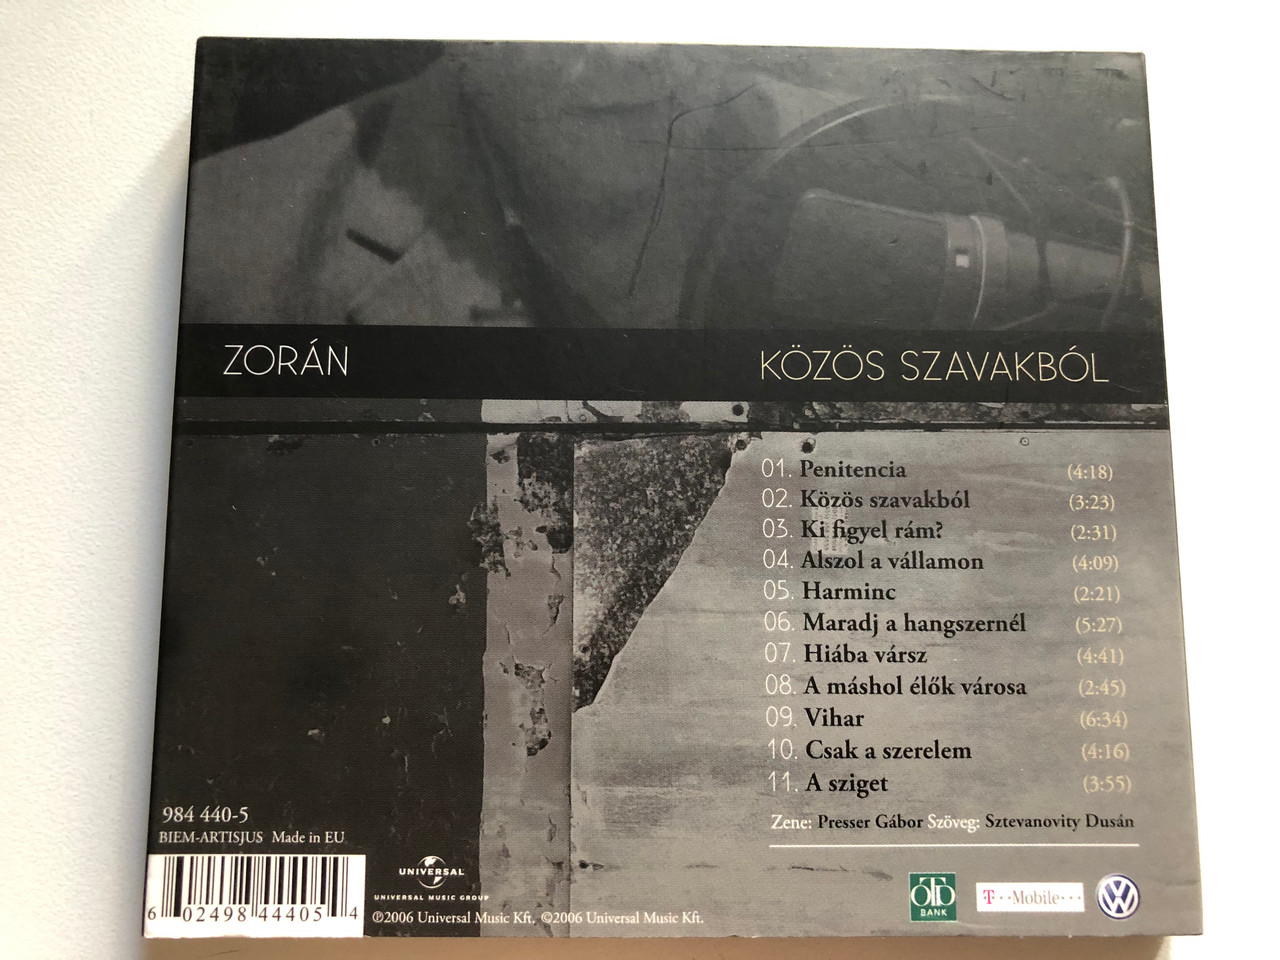 ZORÁN KÖZÖS SZAVAKBÓL
01. Penitencia (4:18)
02. Közös szavakból (3:23)
03. Ki figyel rám? (2:31)
04. Alszol a vállamon (4:09)
05. Harminc (2:21)
06. Maradj a hangszernél (5:27)
07. Hiába vársz (4:41)
08. A máshol élők városa (2:45)
09. Vihar (6:34)
10. Csak a szerelem (4:16)
11. A sziget (3:55)
Zene: Presser Gábor Szöveg: Sztevanovity Dusán
984 440-5
BIEM-ARTISJUS Made in EU
6 02498 44405 4
UNIVERSAL
UNIVERSAL MUSIC GROUP
℗2006 Universal Music Kft, ©2006 Universal Music Kft.
OTP
BANK
T··Mobile···
VW